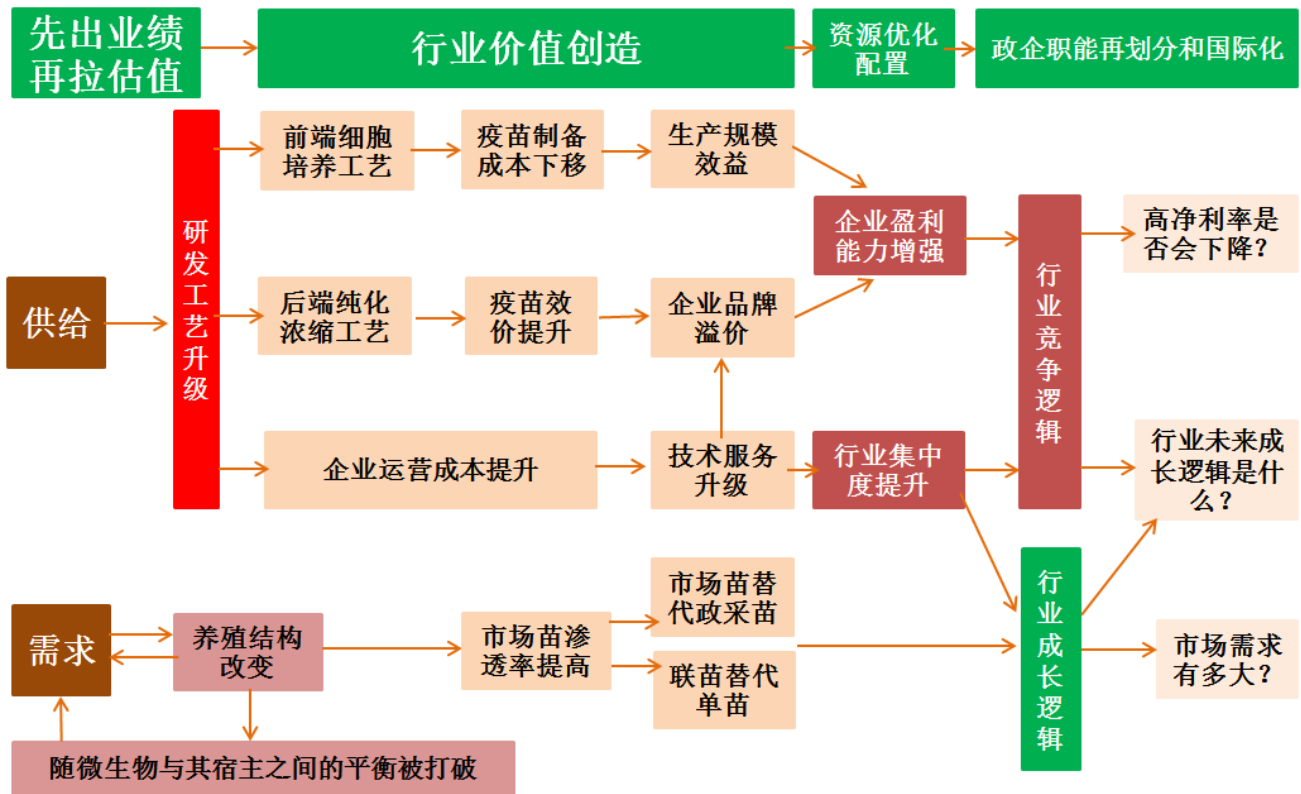 先出业绩
再拉估值
行业价值创造
资源优化
配置
政企职能再划分和国际化
前端细胞
培养工艺
疫苗制备
成本下移
生产规模
效益
研发工艺升级
企业盈利
能力增强
行业竞争逻辑
高净利率是
否会下降？
供给
后端纯化
浓缩工艺
疫苗效
价提升
企业品牌
溢价
企业运营成本提升
技术服务
升级
行业集中
度提升
行业未来成
长逻辑是什
么？
需求
养殖结构
改变
市场苗渗
透率提高
市场苗替
代政采苗
联苗替代
单苗
行业成长逻辑
市场需求
有多大？
随微生物与其宿主之间的平衡被打破